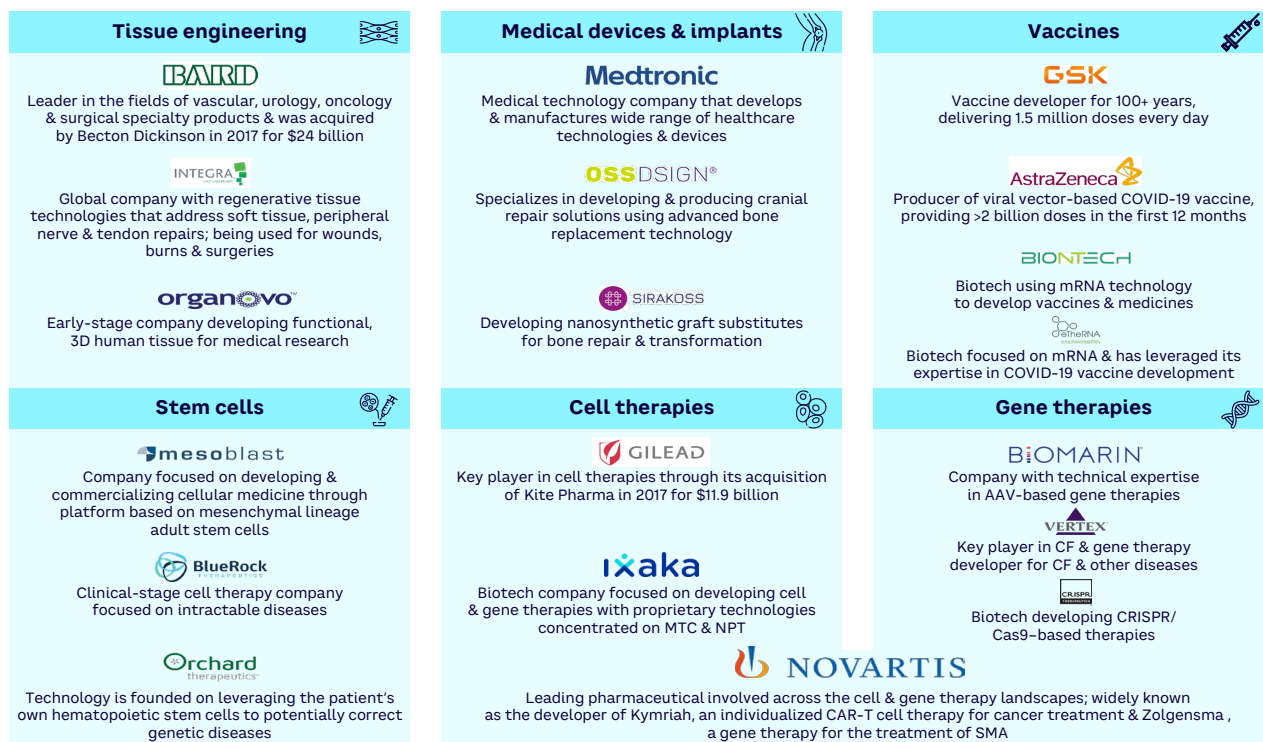 Tissue engineering
BARD
Leader in the fields of vascular, urology, oncology
& surgical specialty products & was acquired
by Becton Dickinson in 2017 for $24 billion
INTEGRA
Global company with regenerative tissue
technologies that address soft tissue, peripheral
nerve & tendon repairs; being used for wounds,
burns & surgeries
organovo™
Early-stage company developing functional,
3D human tissue for medical research
Medical devices & implants
Medtronic
Medical technology company that develops
& manufactures wide range of healthcare
technologies & devices
OSSDSIGN®
Specializes in developing & producing cranial
repair solutions using advanced bone
replacement technology
SIRAKOSS
Developing nanosynthetic graft substitutes
for bone repair & transformation
Vaccines
GSK
Vaccine developer for 100+ years,
delivering 1.5 million doses every day
AstraZeneca
Producer of viral vector-based COVID-19 vaccine,
providing >2 billion doses in the first 12 months
BIONTECH
Biotech using mRNA technology
to develop vaccines & medicines
eTheRNA
Biotech focused on mRNA & has leveraged its
expertise in COVID-19 vaccine development
Stem cells
mesoblast
Company focused on developing &
commercializing cellular medicine through
platform based on mesenchymal lineage
adult stem cells
BlueRock
THERAPEUTICS
Clinical-stage cell therapy company
focused on intractable diseases
Orchard
therapeutics
Technology is founded on leveraging the patient's
own hematopoietic stem cells to potentially correct
genetic diseases
Cell therapies
GILEAD
Key player in cell therapies through its acquisition
of Kite Pharma in 2017 for $11.9 billion
ixaka
Biotech company focused on developing cell
& gene therapies with proprietary technologies
concentrated on MTC & NPT
Gene therapies
BIOMARIN
Company with technical expertise
in AAV-based gene therapies
VERTEX
Key player in CF & gene therapy
developer for CF & other diseases
CRISPR
THERAPEUTICS
Biotech developing CRISPR/
Cas9–based therapies
NOVARTIS
Leading pharmaceutical involved across the cell & gene therapy landscapes; widely known
as the developer of Kymriah, an individualized CAR-T cell therapy for cancer treatment & Zolgensma ,
a gene therapy for the treatment of SMA